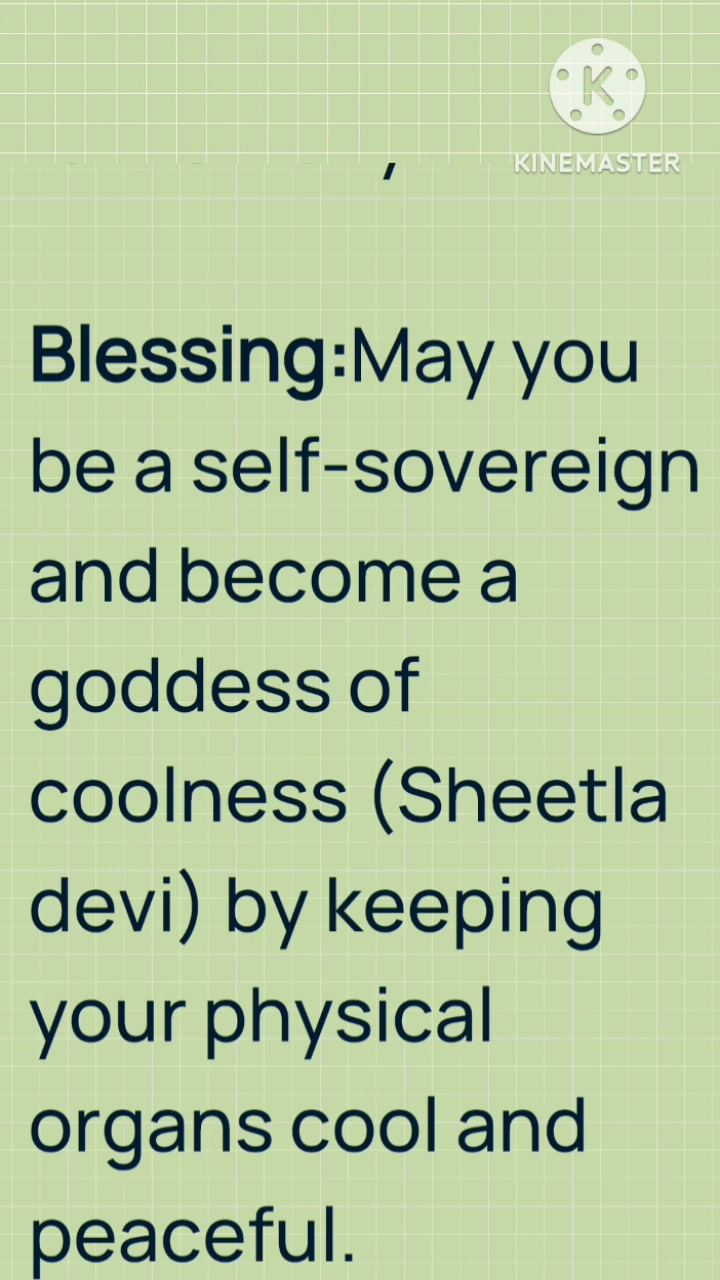 KINEMASTER
Blessing:May you
be a self-sovereign
and become a
goddess of
coolness (Sheetla
devi) by keeping
your physical
organs cool and
peaceful.